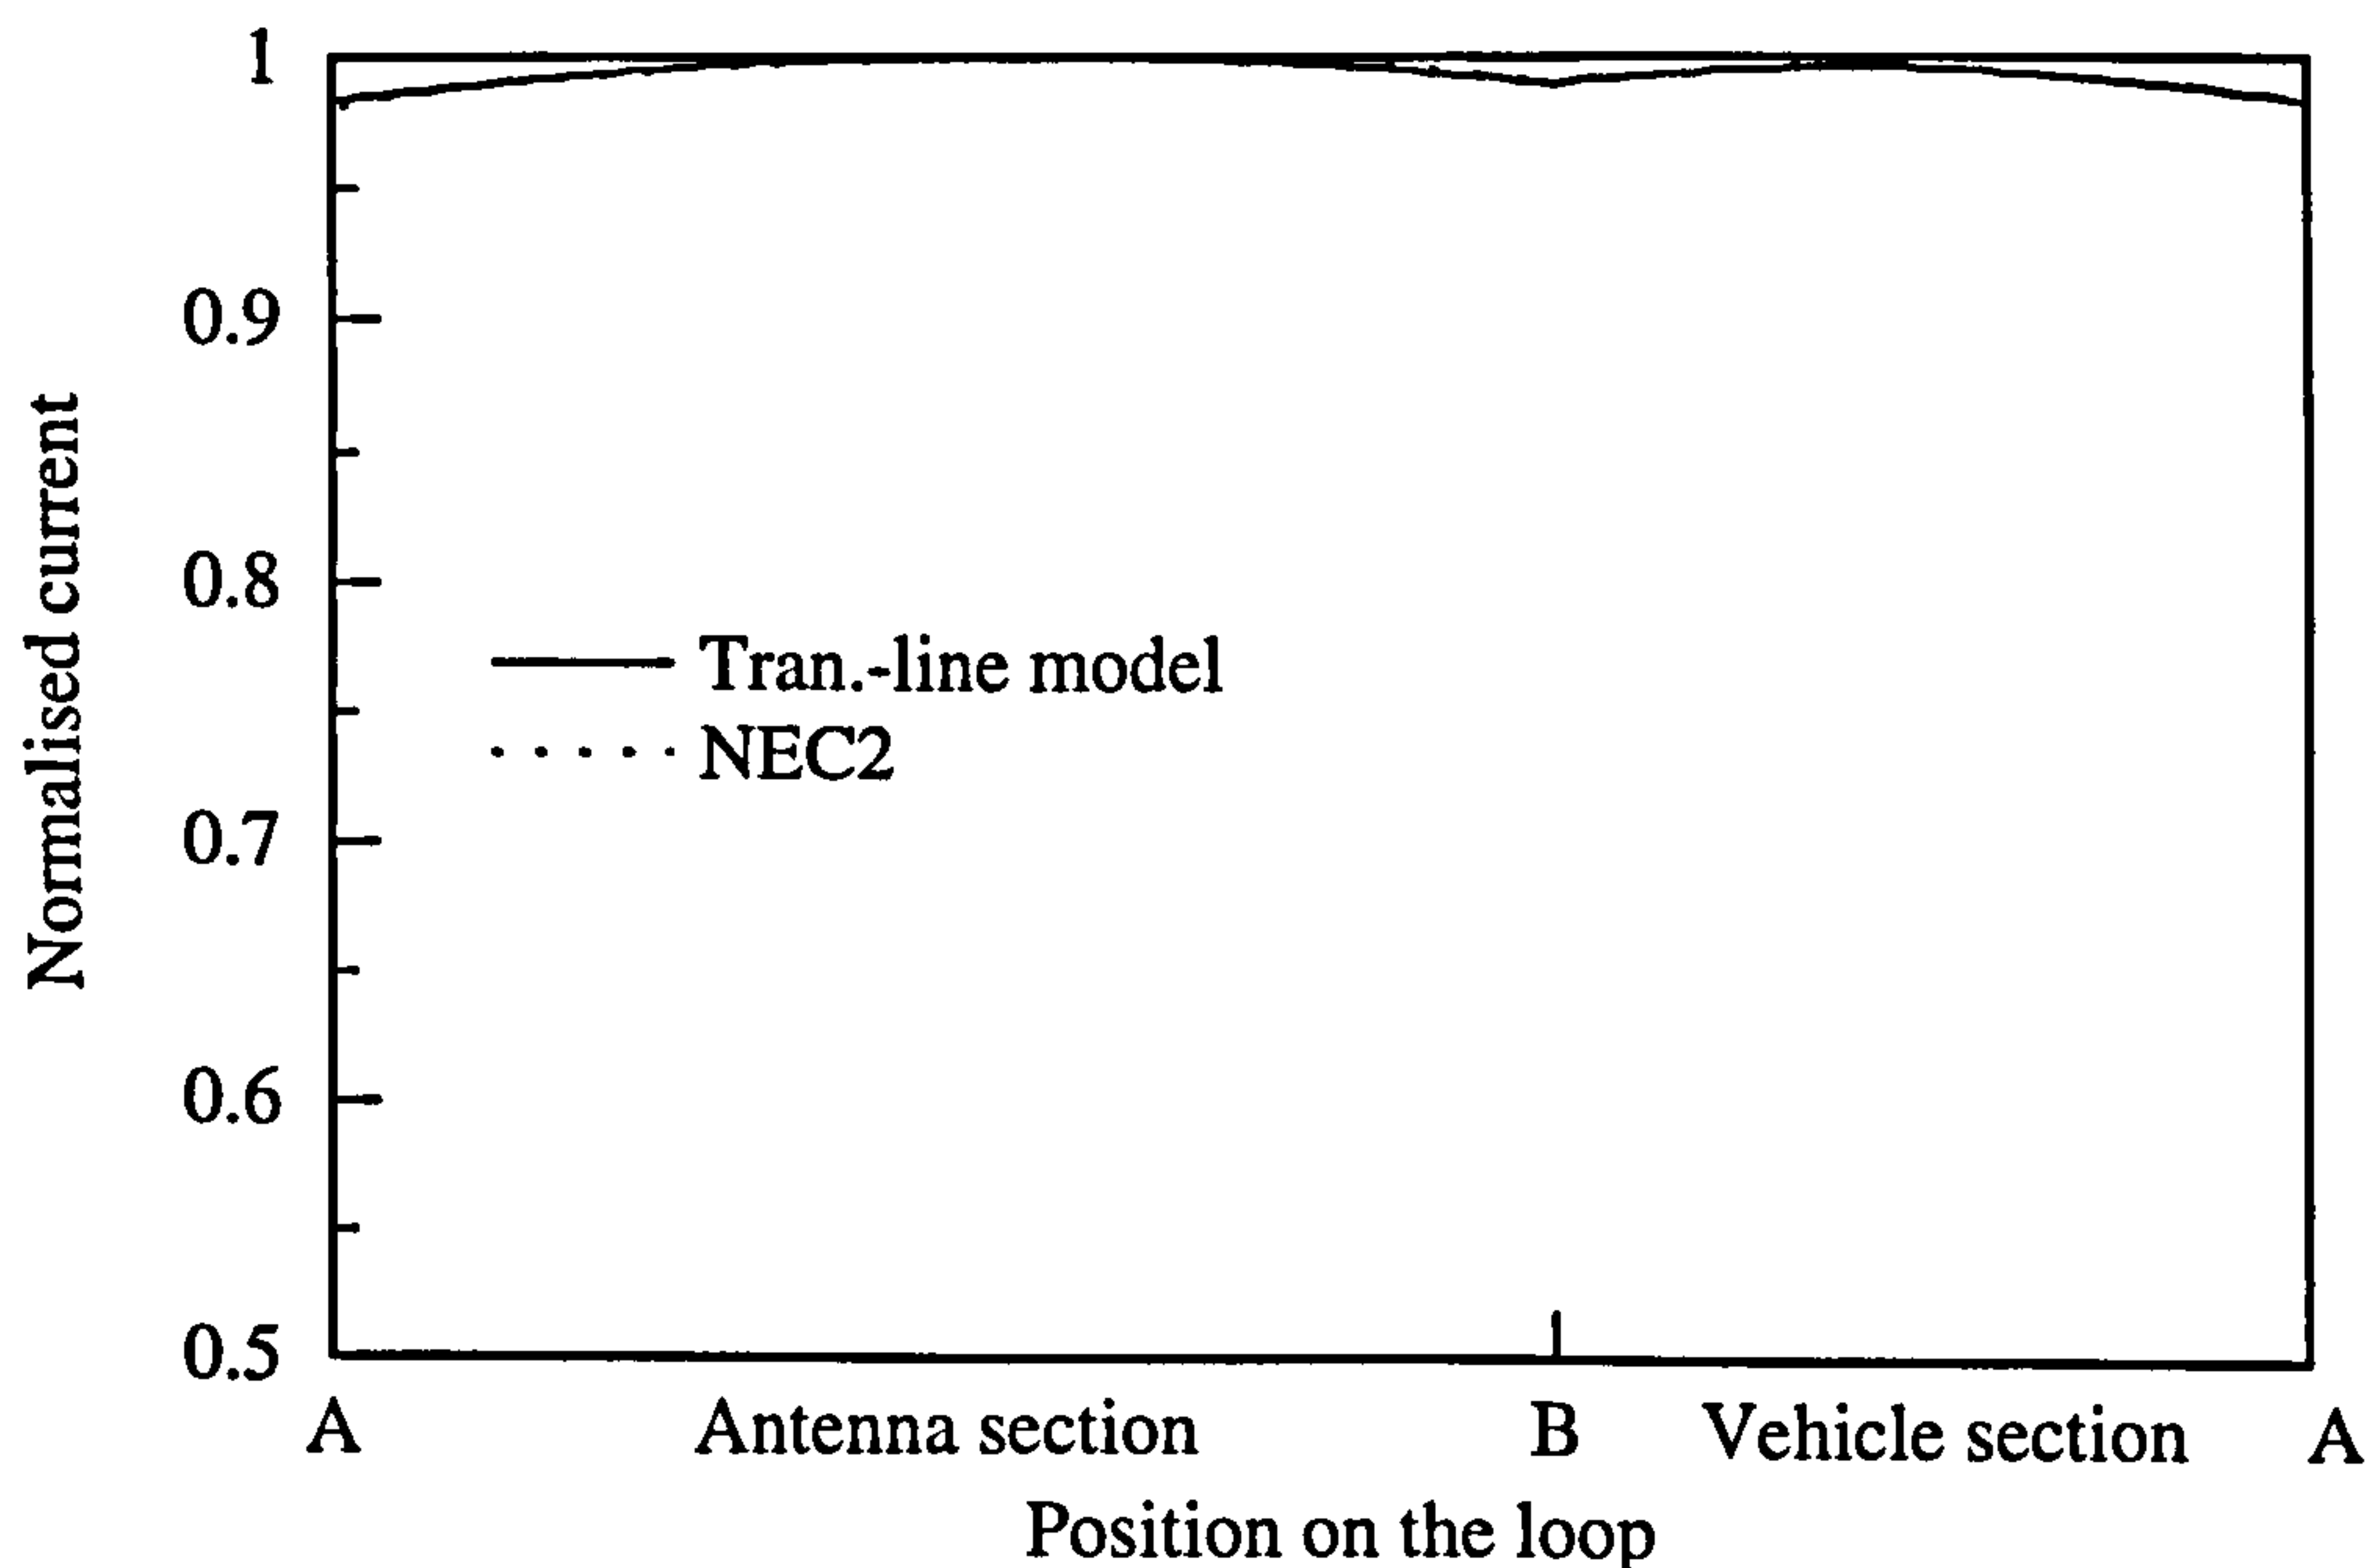 1
0.9
0.8
0.7
0.6
0.5
Normalised current
Tran.-line model
NEC2
A Antenna section B Vehicle section A
Position on the loop